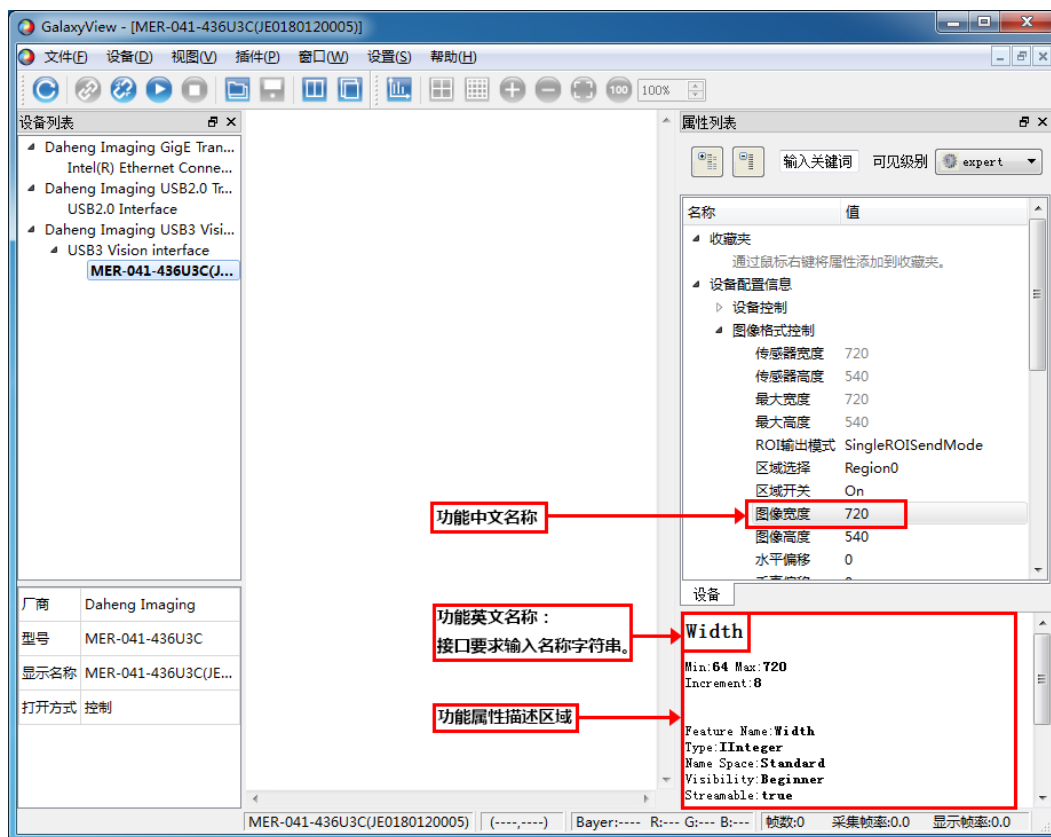 GalaxyView - [MER-041-436U3C(JE0180120005)]
文件(F) 设备(D) 视图(V) 插件(P) 窗口(W) 设置(S) 帮助(H)
100 100%
设备列表
Daheng Imaging GigE Tran...
Intel(R) Ethernet Conne...
Daheng Imaging USB2.0 Tr...
USB2.0 Interface
Daheng Imaging USB3 Visi...
USB3 Vision interface
MER-041-436U3C(J...
厂商 Daheng Imaging
型号 MER-041-436U3C
显示名称 MER-041-436U3C(JE...
打开方式 控制
功能中文名称
功能英文名称：
接口要求输入名称字符串。
功能属性描述区域
属性列表
输入关键词 可见级别 expert
名称 值
收藏夹
通过鼠标右键将属性添加到收藏夹。
设备配置信息
设备控制
图像格式控制
传感器宽度 720
传感器高度 540
最大宽度 720
最大高度 540
ROI输出模式 SingleROISendMode
区域选择 Region0
区域开关 On
图像宽度 720
图像高度 540
水平偏移 0
设备
Width
Min:64 Max:720
Increment:8
Feature Name:Width
Type:IInteger
Name Space:Standard
Visibility:Beginner
Streamable:true
MER-041-436U3C(JE0180120005) (----,----) Bayer:---- R:--- G:--- B:--- 帧数:0 采集帧率:0.0 显示帧率:0.0